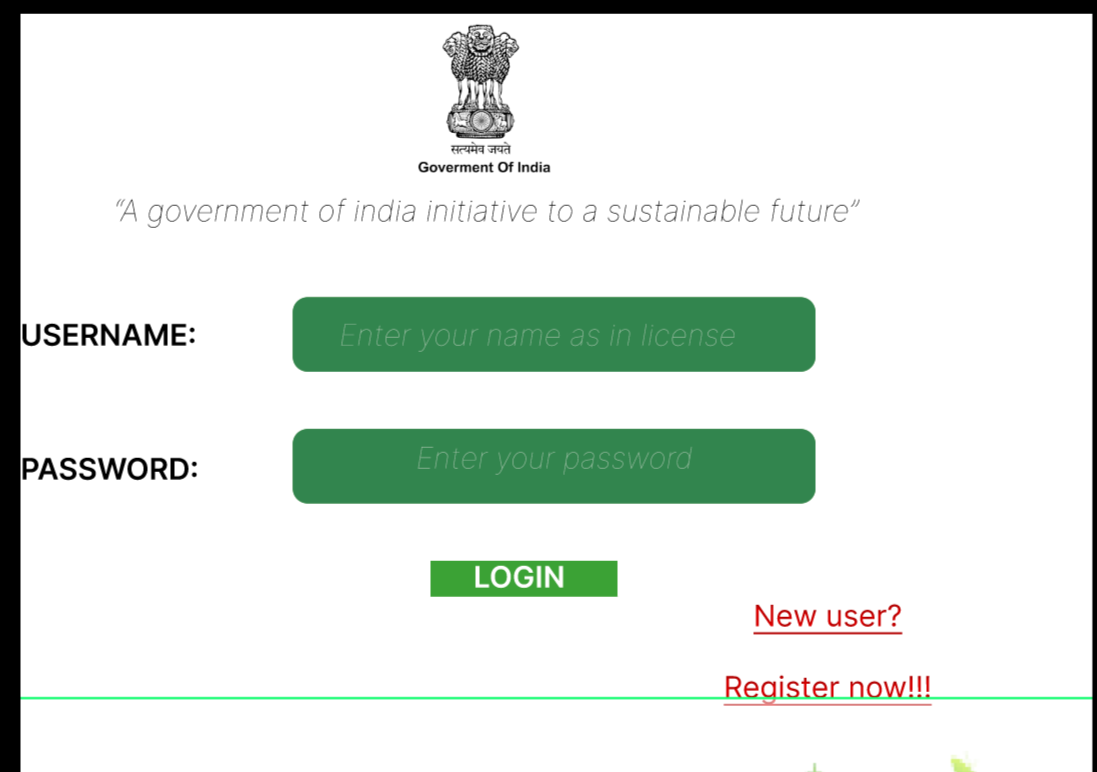 सत्यमेव जयते
Goverment Of India
“A government of india initiative to a sustainable future”
USERNAME:
Enter your name as in license
PASSWORD:
Enter your password
LOGIN
New user?
Register now!!!